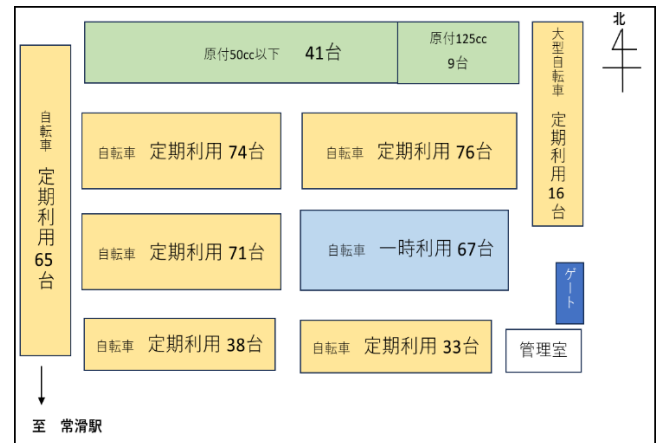 北
原付50cc以下 41台
原付125cc
9台
大型自転車 定期利用 16台
自転車 定期利用 65台
自転車 定期利用 74台
自転車 定期利用 76台
自転車 定期利用 71台
自転車 一時利用 67台
ゲート
自転車 定期利用 38台
自転車 定期利用 33台
管理室
至 常滑駅